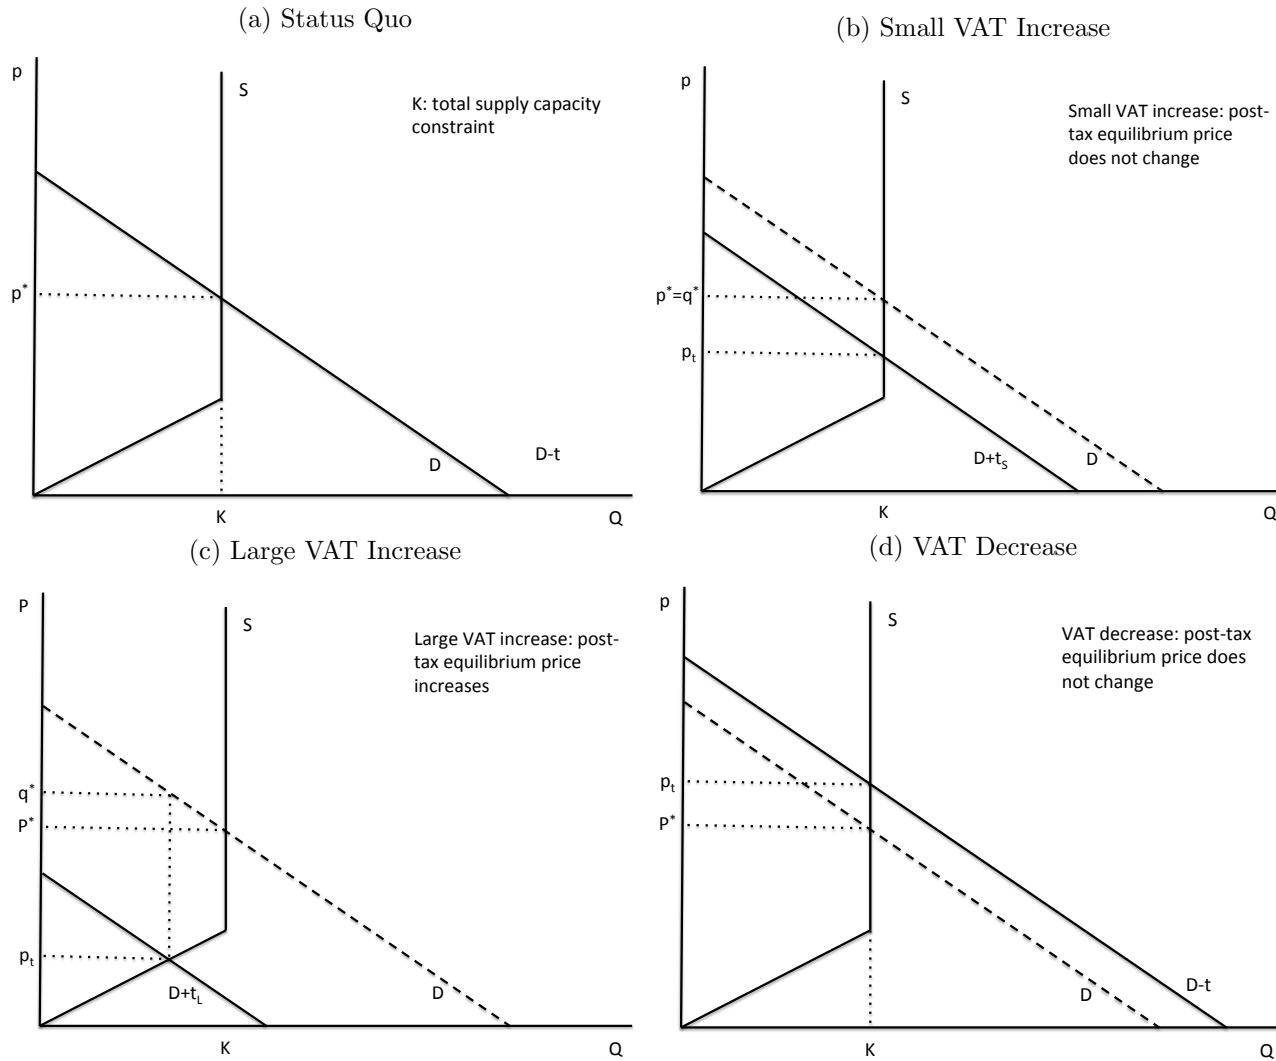 (a) Status Quo
p
S
K: total supply capacity
constraint
p*
D
D-t
K
Q
(b) Small VAT Increase
p
S
Small VAT increase: post-
tax equilibrium price
does not change
p*=q*
pt
D+tS
D
K
Q
(c) Large VAT Increase
P
S
Large VAT increase: post-
tax equilibrium price
increases
q*
P*
pt
D+tL
D
K
Q
(d) VAT Decrease
p
S
VAT decrease: post-tax
equilibrium price does
not change
pt
P*
D
D-t
K
Q